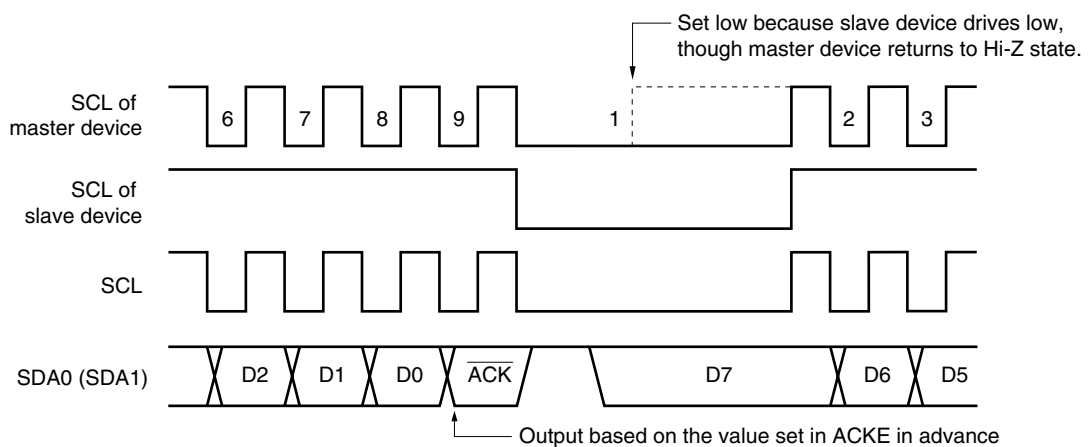 Set low because slave device drives low,
though master device returns to Hi-Z state.
SCL of
master device
6 7 8 9 1 2 3
SCL of
slave device
SCL
SDA0 (SDA1)
D2 D1 D0 ACK D7 D6 D5
Output based on the value set in ACKE in advance